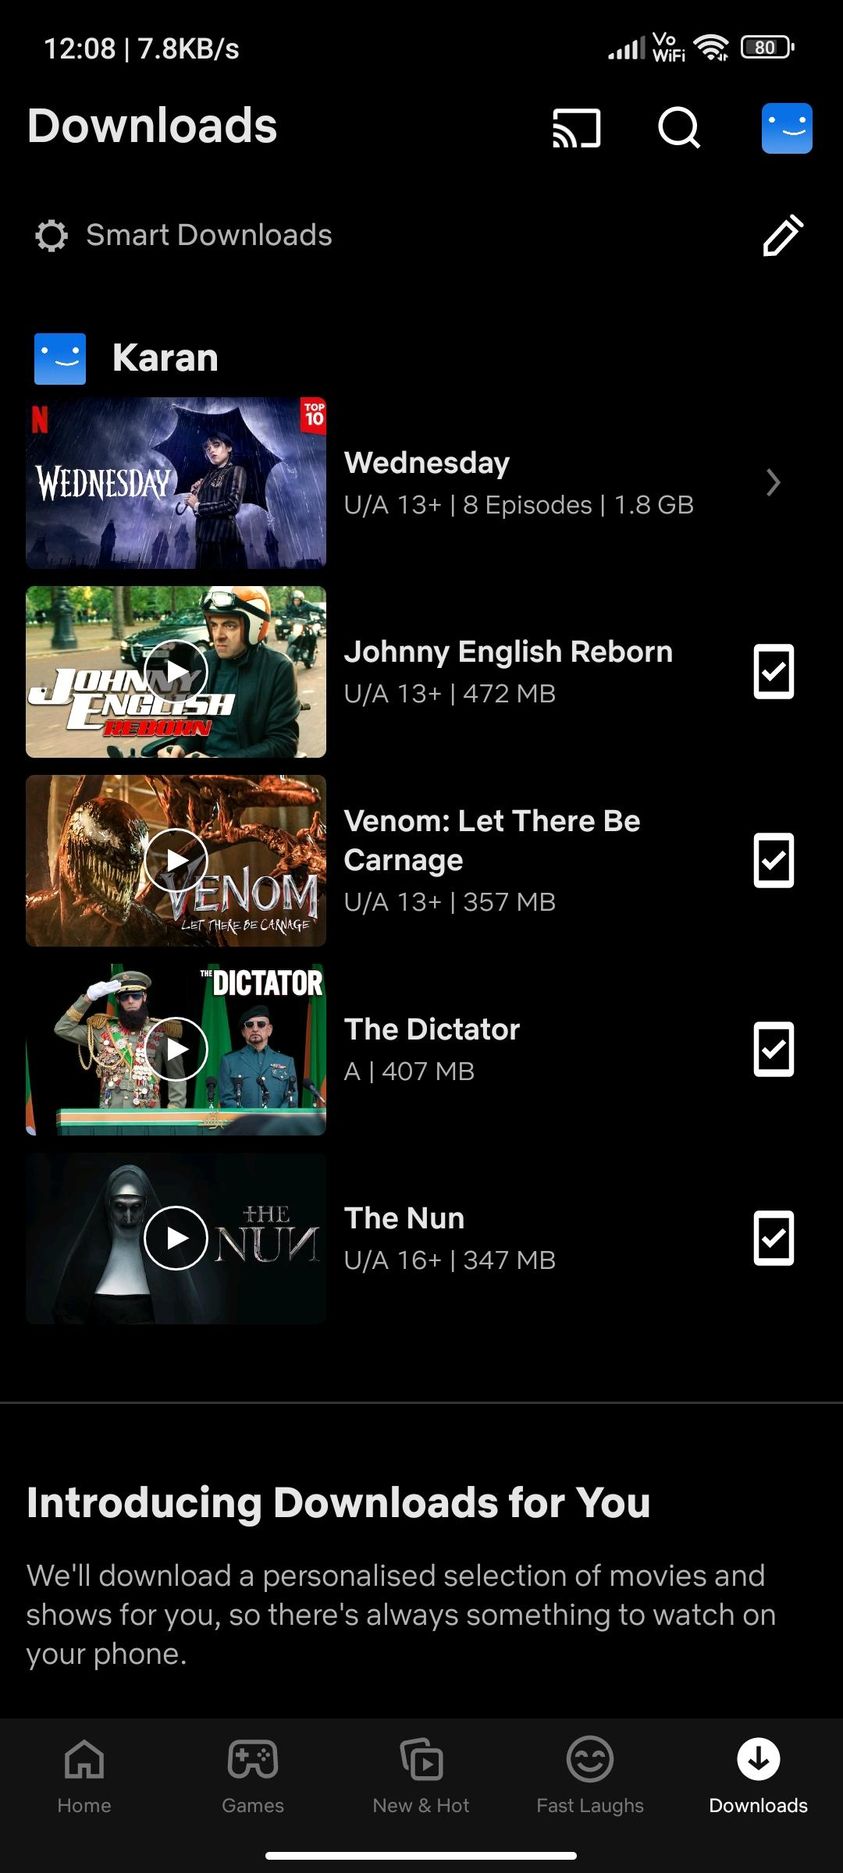 12:08 | 7.8KB/s
Vo
WiFi
80
Downloads
Smart Downloads
Karan
N
TOP
10
WEDNESDAY
Wednesday
U/A 13+ | 8 Episodes | 1.8 GB
JOHNNY
ENGLISH
REBORN
Johnny English Reborn
U/A 13+ | 472 MB
VENOM
LET THERE BE CARNAGE
Venom: Let There Be
Carnage
U/A 13+ | 357 MB
THE DICTATOR
The Dictator
A | 407 MB
THE
NUN
The Nun
U/A 16+ | 347 MB
Introducing Downloads for You
We'll download a personalised selection of movies and
shows for you, so there's always something to watch on
your phone.
Home
Games
New & Hot
Fast Laughs
Downloads